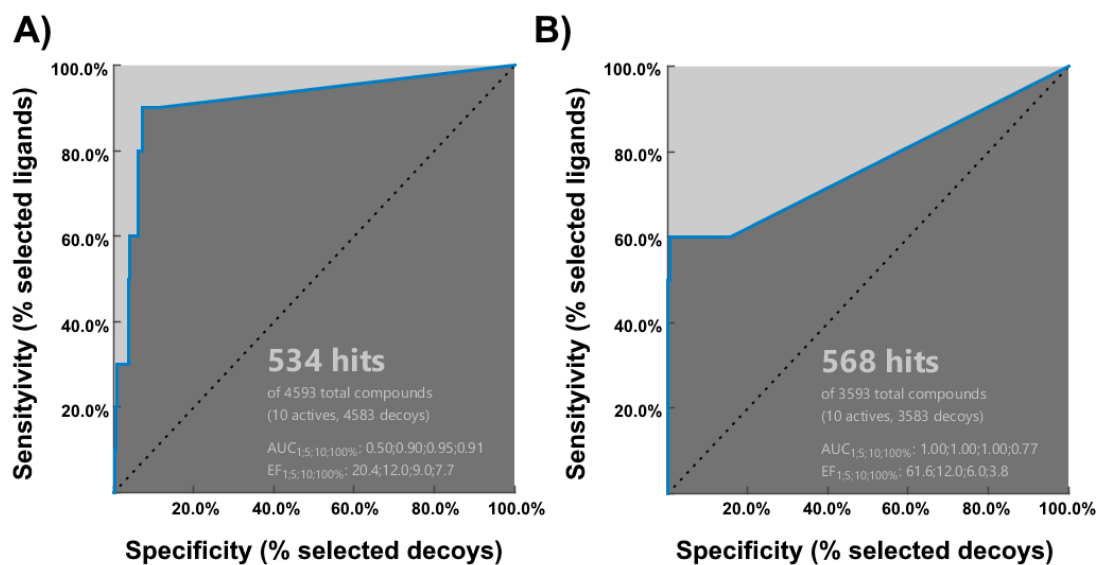 A)
B)
Sensityivity (% selected ligands)
100.0%
80.0%
60.0%
40.0%
20.0%
534 hits
of 4593 total compounds
(10 actives, 4583 decoys)
AUC1;5;10;100%: 0.50;0.90;0.95;0.91
EF1;5;10;100%: 20.4;12.0;9.0;7.7
20.0% 40.0% 60.0% 80.0% 100.0%
Specificity (% selected decoys)
Sensityivity (% selected ligands)
100.0%
80.0%
60.0%
40.0%
20.0%
568 hits
of 3593 total compounds
(10 actives, 3583 decoys)
AUC1;5;10;100%: 1.00;1.00;1.00;0.77
EF1;5;10;100%: 61.6;12.0;6.0;3.8
20.0% 40.0% 60.0% 80.0% 100.0%
Specificity (% selected decoys)